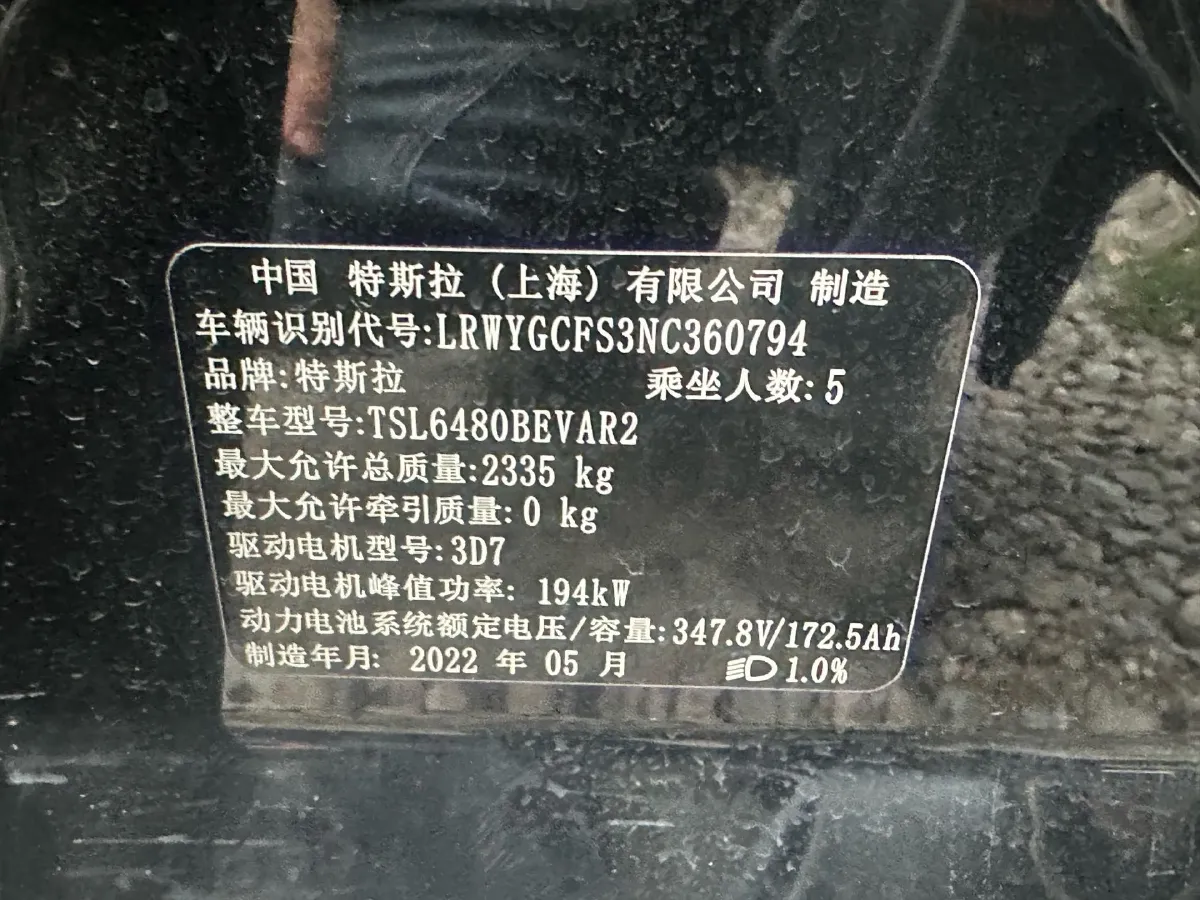 中国 特斯拉（上海）有限公司 制造
车辆识别代号:LRWYGCFS3NC360794
品牌:特斯拉 乘坐人数:5
整车型号:TSL6480BEVAR2
最大允许总质量:2335 kg
最大允许牵引质量:0 kg
驱动电机型号:3D7
驱动电机峰值功率: 194kW
动力电池系统额定电压/容量:347.8V/172.5Ah
制造年月: 2022 年 05 月 1.0%